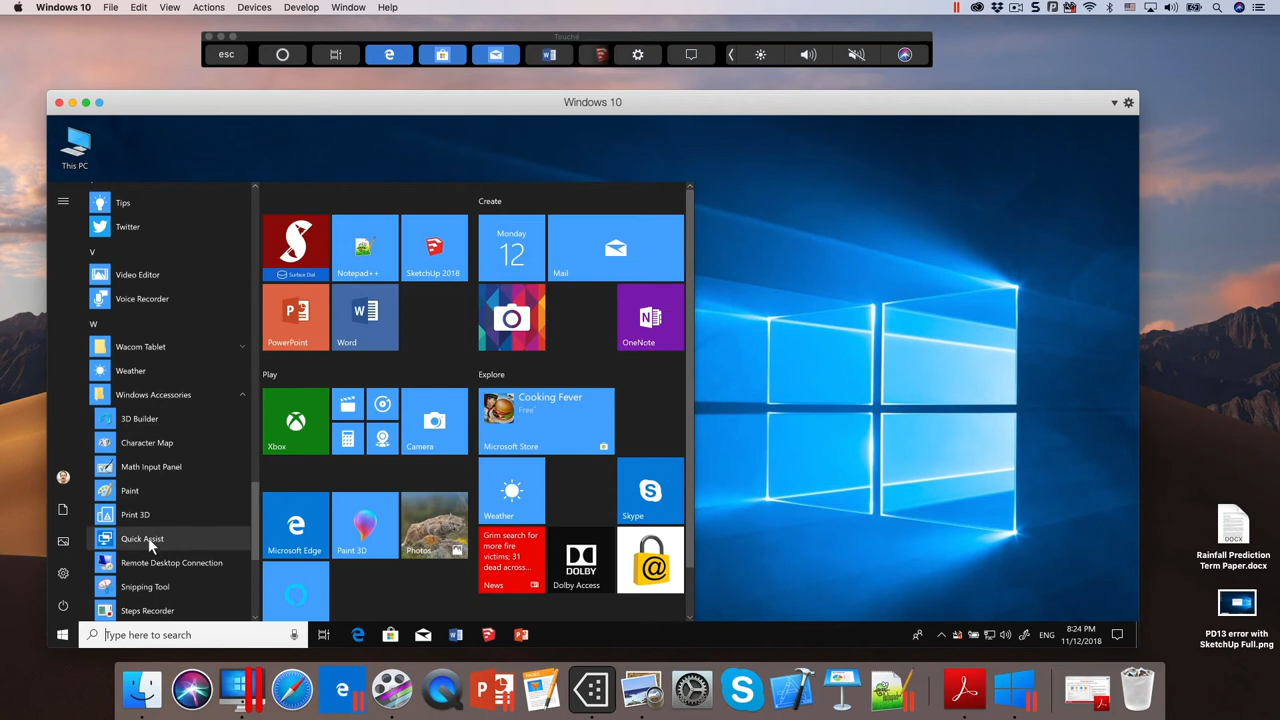 Windows 10 File Edit View Actions Devices Develop Window Help
Touché
esc
Windows 10
This PC
Tips
Twitter
V
Video Editor
Voice Recorder
W
Wacom Tablet
Weather
Windows Accessories
3D Builder
Character Map
Math Input Panel
Paint
Print 3D
Quick Assist
Remote Desktop Connection
Snipping Tool
Steps Recorder
Type here to search
Surface Dial
Notepad++
SketchUp 2018
PowerPoint
Word
Play
Xbox
Camera
Microsoft Edge
Paint 3D
Photos
Create
Monday
12
Mail
OneNote
Explore
Cooking Fever
Free
Microsoft Store
Weather
Skype
Grim search for
more fire
victims; 31
dead across...
News
DOLBY
Dolby Access
DOCX
Rainfall Prediction
Term Paper.docx
PD13 error with
SketchUp Full.png
ENG
8:24 PM
11/12/2018